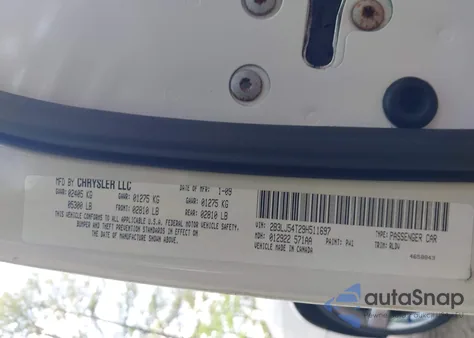 MFD BY CHRYSLER LLC DATE OF MFR: 1-09
GVWR: 02405 KG GAWR: 01275 KG GAWR: 01275 KG
05300 LB FRONT: 02810 LB REAR: 02810 LB
THIS VEHICLE CONFORMS TO ALL APPLICABLE U.S.A. FEDERAL MOTOR VEHICLE SAFETY,
BUMPER AND THEFT PREVENTION STANDARDS IN EFFECT ON
THE DATE OF MANUFACTURE SHOWN ABOVE.
VIN: 2B3LJ54T29H511697 TYPE: PASSENGER CAR
MDH: 012922 571AA PAINT: PW1 TRIM: RLDV
VEHICLE MADE IN CANADA
autoSnap